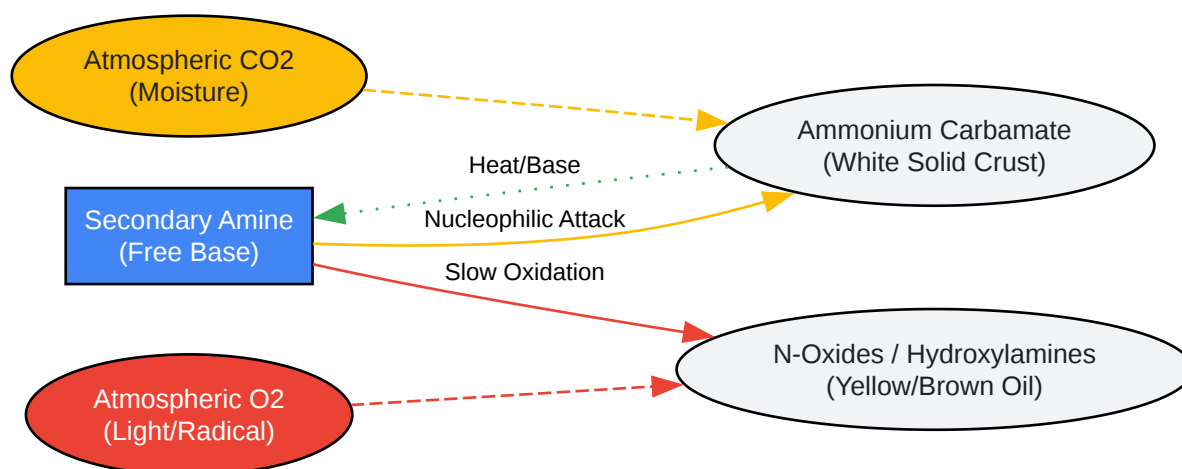 Atmospheric CO2
(Moisture)
Ammonium Carbamate
(White Solid Crust)
Heat/Base
Secondary Amine
(Free Base)
Nucleophilic Attack
Slow Oxidation
N-Oxides / Hydroxylamines
(Yellow/Brown Oil)
Atmospheric O2
(Light/Radical)